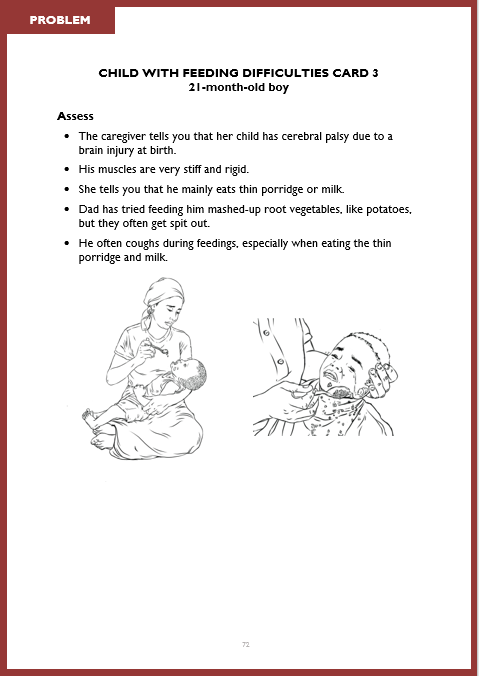 PROBLEM
CHILD WITH FEEDING DIFFICULTIES CARD 3
21-month-old boy
Assess
• The caregiver tells you that her child has cerebral palsy due to a
brain injury at birth.
• His muscles are very stiff and rigid.
• She tells you that he mainly eats thin porridge or milk.
• Dad has tried feeding him mashed-up root vegetables, like potatoes,
but they often get spit out.
• He often coughs during feedings, especially when eating the thin
porridge and milk.
72